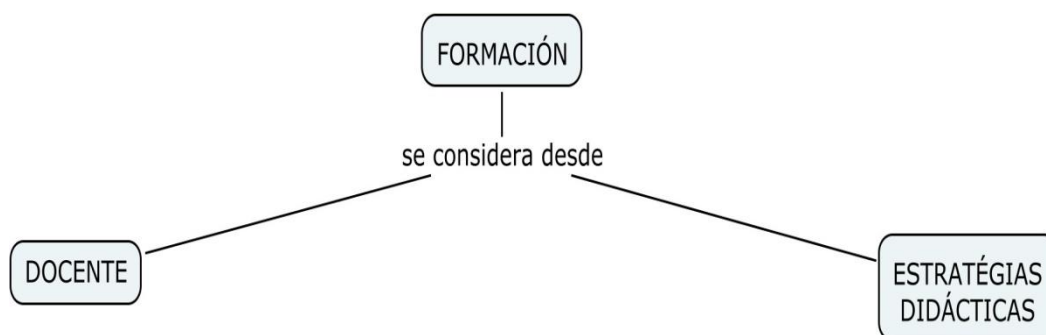 FORMACIÓN
se considera desde
DOCENTE
ESTRATÉGIAS
DIDÁCTICAS